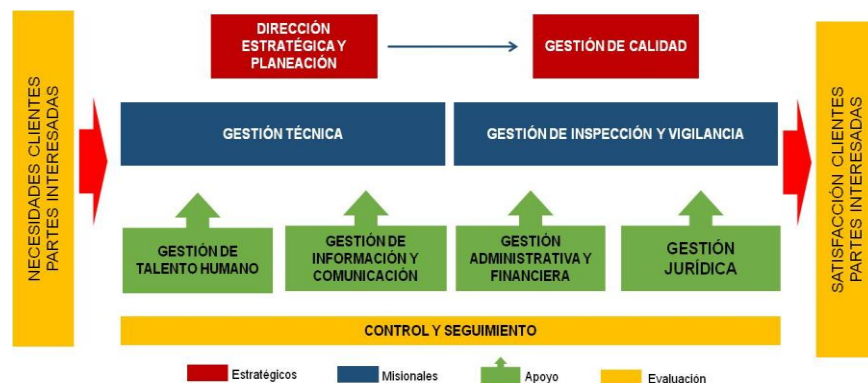 NECESIDADES CLIENTES
PARTES INTERESADAS
DIRECCIÓN
ESTRATÉGICA Y
PLANEACIÓN
GESTIÓN DE CALIDAD
GESTIÓN TÉCNICA
GESTIÓN DE INSPECCIÓN Y VIGILANCIA
GESTIÓN DE
TALENTO HUMANO
GESTIÓN DE
INFORMACIÓN Y
COMUNICACIÓN
GESTIÓN
ADMINISTRATIVA Y
FINANCIERA
GESTIÓN
JURÍDICA
CONTROL Y SEGUIMIENTO
SATISFACCIÓN CLIENTES
PARTES INTERESADAS
Estratégicos
Misionales
Apoyo
Evaluación